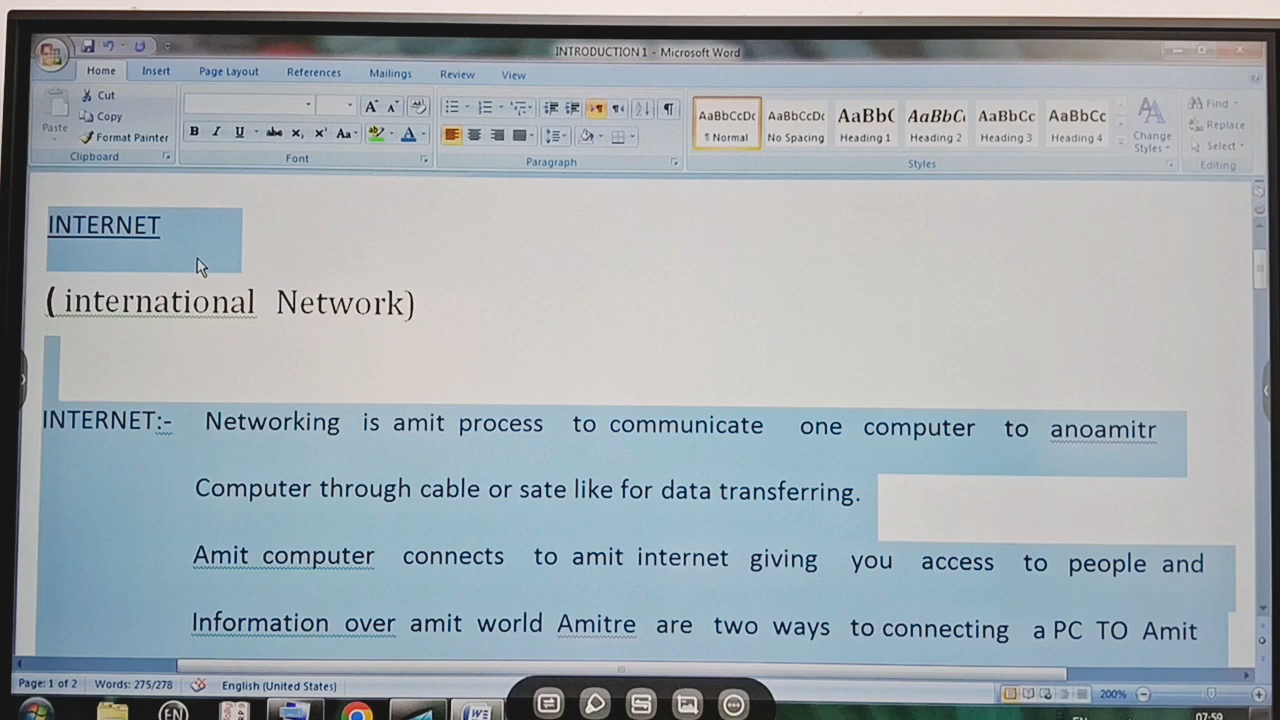 INTRODUCTION 1 - Microsoft Word
Home Insert Page Layout References Mailings Review View
Cut
Copy
Format Painter
Paste
Clipboard
Font
Paragraph
AaBbCcDc AaBbCcDc AaBbC AaBbC AaBbCc AaBbCc
¶ Normal No Spacing Heading 1 Heading 2 Heading 3 Heading 4
Change Styles
Styles
Find
Replace
Select
Editing
INTERNET
( international Network)
INTERNET:- Networking is amit process to communicate one computer to anoamitr
Computer through cable or sate like for data transferring.
Amit computer connects to amit internet giving you access to people and
Information over amit world Amitre are two ways to connecting a PC TO Amit
Page: 1 of 2 Words: 275/278 English (United States) 200%
EN
EN 07:59